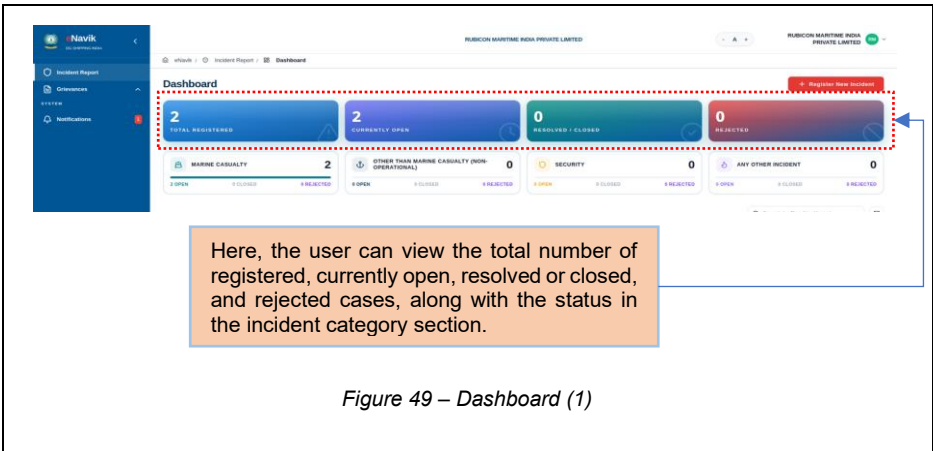 eNavik
DG SHIPPING INDIA
RUBICON MARITIME INDIA PRIVATE LIMITED
- A +
RUBICON MARITIME INDIA PRIVATE LIMITED
eNavik / Incident Report / Dashboard
Incident Report
Grievances
SYSTEM
Notifications
Dashboard
+ Register New Incident
2
TOTAL REGISTERED
2
CURRENTLY OPEN
0
RESOLVED / CLOSED
0
REJECTED
MARINE CASUALTY 2
2 OPEN 0 CLOSED 0 REJECTED
OTHER THAN MARINE CASUALTY (NON-
OPERATIONAL) 0
0 OPEN 0 CLOSED 0 REJECTED
SECURITY 0
0 OPEN 0 CLOSED 0 REJECTED
ANY OTHER INCIDENT 0
0 OPEN 0 CLOSED 0 REJECTED
Here, the user can view the total number of
registered, currently open, resolved or closed,
and rejected cases, along with the status in
the incident category section.
Figure 49 – Dashboard (1)